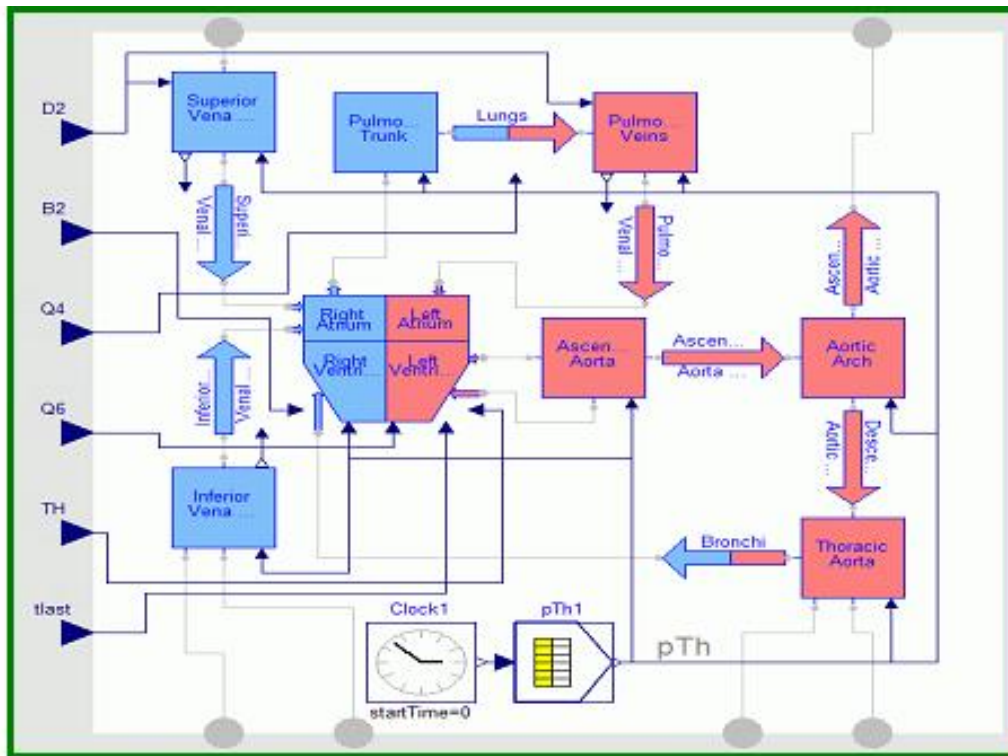 D2
Superior
Vena ....
Pulmo...
Trunk
Lungs
Pulmo...
Veins
B2
Superi...
Venal ...
Pulmo...
Venal ...
Ascen...
Aortic ...
Q4
Right
Atrium
Left
Atrium
Right
Ventri...
Left
Ventri...
Ascen...
Aorta
Ascen...
Aorta ...
Aortic
Arch
Inferior
Venal ...
Q6
Aortic ...
Desce...
Inferior
Vena ....
TH
Bronchi
Thoracic
Aorta
tlast
Clock1
pTh1
pTh
startTime=0